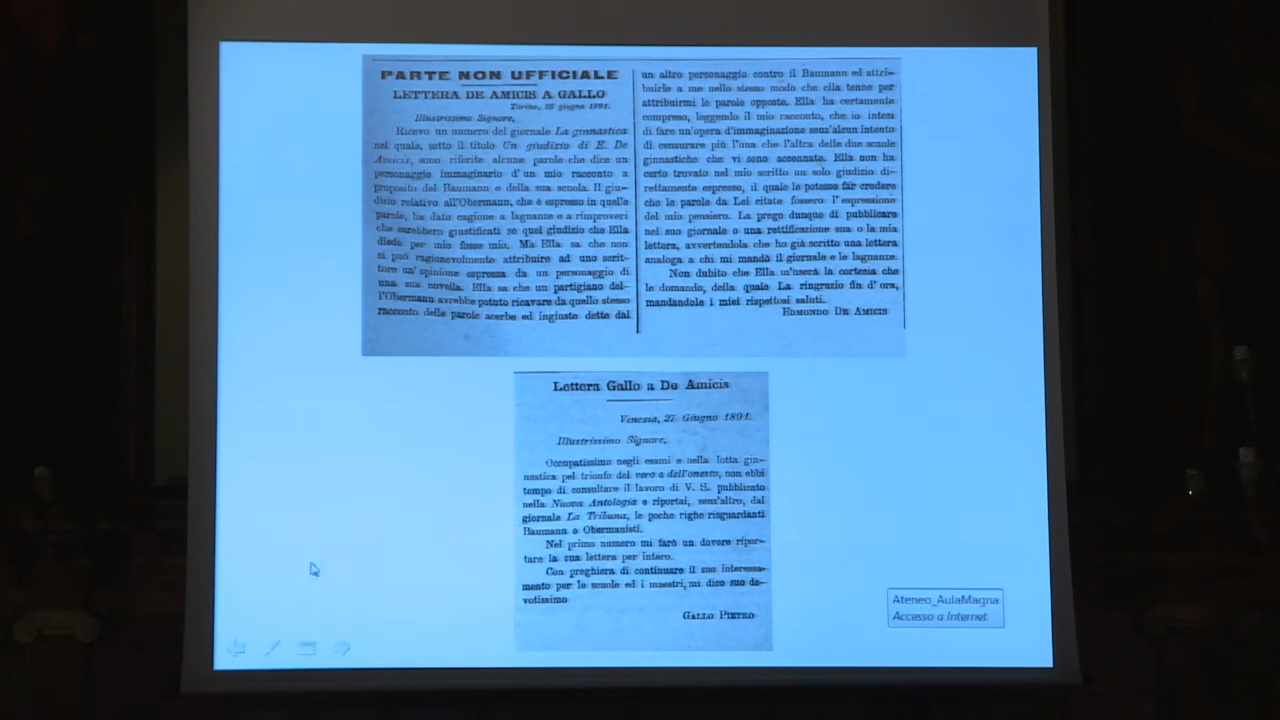 PARTE NON UFFICIALE
LETTERA DE AMICIS A GALLO
Torino, 25 giugno 1891.
Illustrissimo Signore,
Ricevo un numero del giornale La ginnastica
nel quale, sotto il titolo Un giudizio di E. De
Amicis, sono riferite alcune parole che dice un
personaggio immaginario d'un mio racconto a
proposito del Baumann e della sua scuola. Il giu-
dizio relativo all'Obermann, che è espresso in quelle
parole, ha dato cagione a lagnanze e a rimproveri
che sarebbero giustificati se quel giudizio che Ella
diede per mio fosse mio. Ma Ella sa che non
si può ragionevolmente attribuire ad uno scrit-
tore un'opinione espressa da un personaggio di
una sua novella. Ella sa che un partigiano del-
l'Obermann avrebbe potuto ricavare da quello stesso
racconto delle parole acerbe ed ingiuste dette dal
un altro personaggio contro il Baumann ed attri-
buirle a me nello stesso modo che ella tenne per
attribuirmi le parole opposte. Ella ha certamente
compreso, leggendo il mio racconto, che io intesi
di fare un'opera d'immaginazione senz'alcun intento
di censurare più l'una che l'altra delle due scuole
ginnastiche che vi sono accennate. Ella non ha
certo trovato nel mio scritto un solo giudizio di-
rettamente espresso, il quale le potesse far credere
che le parole da Lei citate fossero l'espressione
del mio pensiero. La prego dunque di pubblicare
nel suo giornale o una rettificazione sua o la mia
lettera, avvertendola che ho già scritto una lettera
analoga a chi mi mandò il giornale e le lagnanze.
Non dubito che Ella m'userà la cortesia che
le domando, della quale La ringrazio fin d'ora,
mandandole i miei rispettosi saluti.
EDMONDO DE AMICIS
Lettera Gallo a De Amicis
Venezia, 27 Giugno 1891.
Illustrissimo Signore,
Occupatissimo negli esami e nella lotta gin-
nastica pel trionfo del vero e dell'onesto, non ebbi
tempo di consultare il lavoro di V. S. pubblicato
nella Nuova Antologia e riportai, senz'altro, dal
giornale La Tribuna, le poche righe risguardanti
Baumann e Obermanisti.
Nel primo numero mi farò un dovere ripor-
tare la sua lettera per intero.
Con preghiera di continuare il suo interessa-
mento per le scuole ed i maestri, mi dico suo de-
votissimo
GALLO PIETRO
Ateneo_AulaMagna
Accesso a Internet